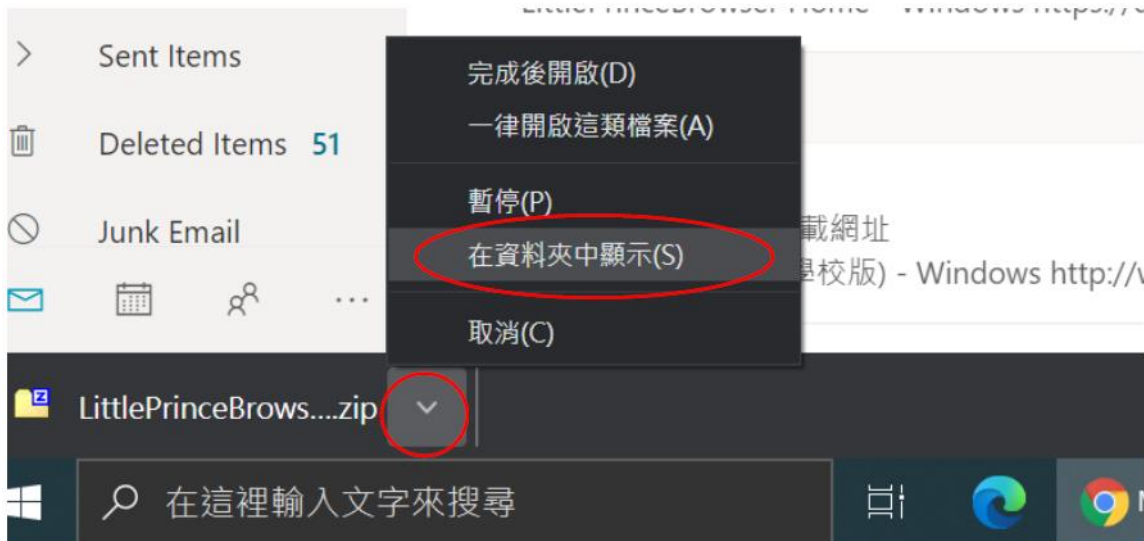 Sent Items
Deleted Items 51
Junk Email
完成後開啟(D)
一律開啟這類檔案(A)
暫停(P)
在資料夾中顯示(S)
取消(C)
載網址
學校版) - Windows http://
LittlePrinceBrows....zip
在這裡輸入文字來搜尋